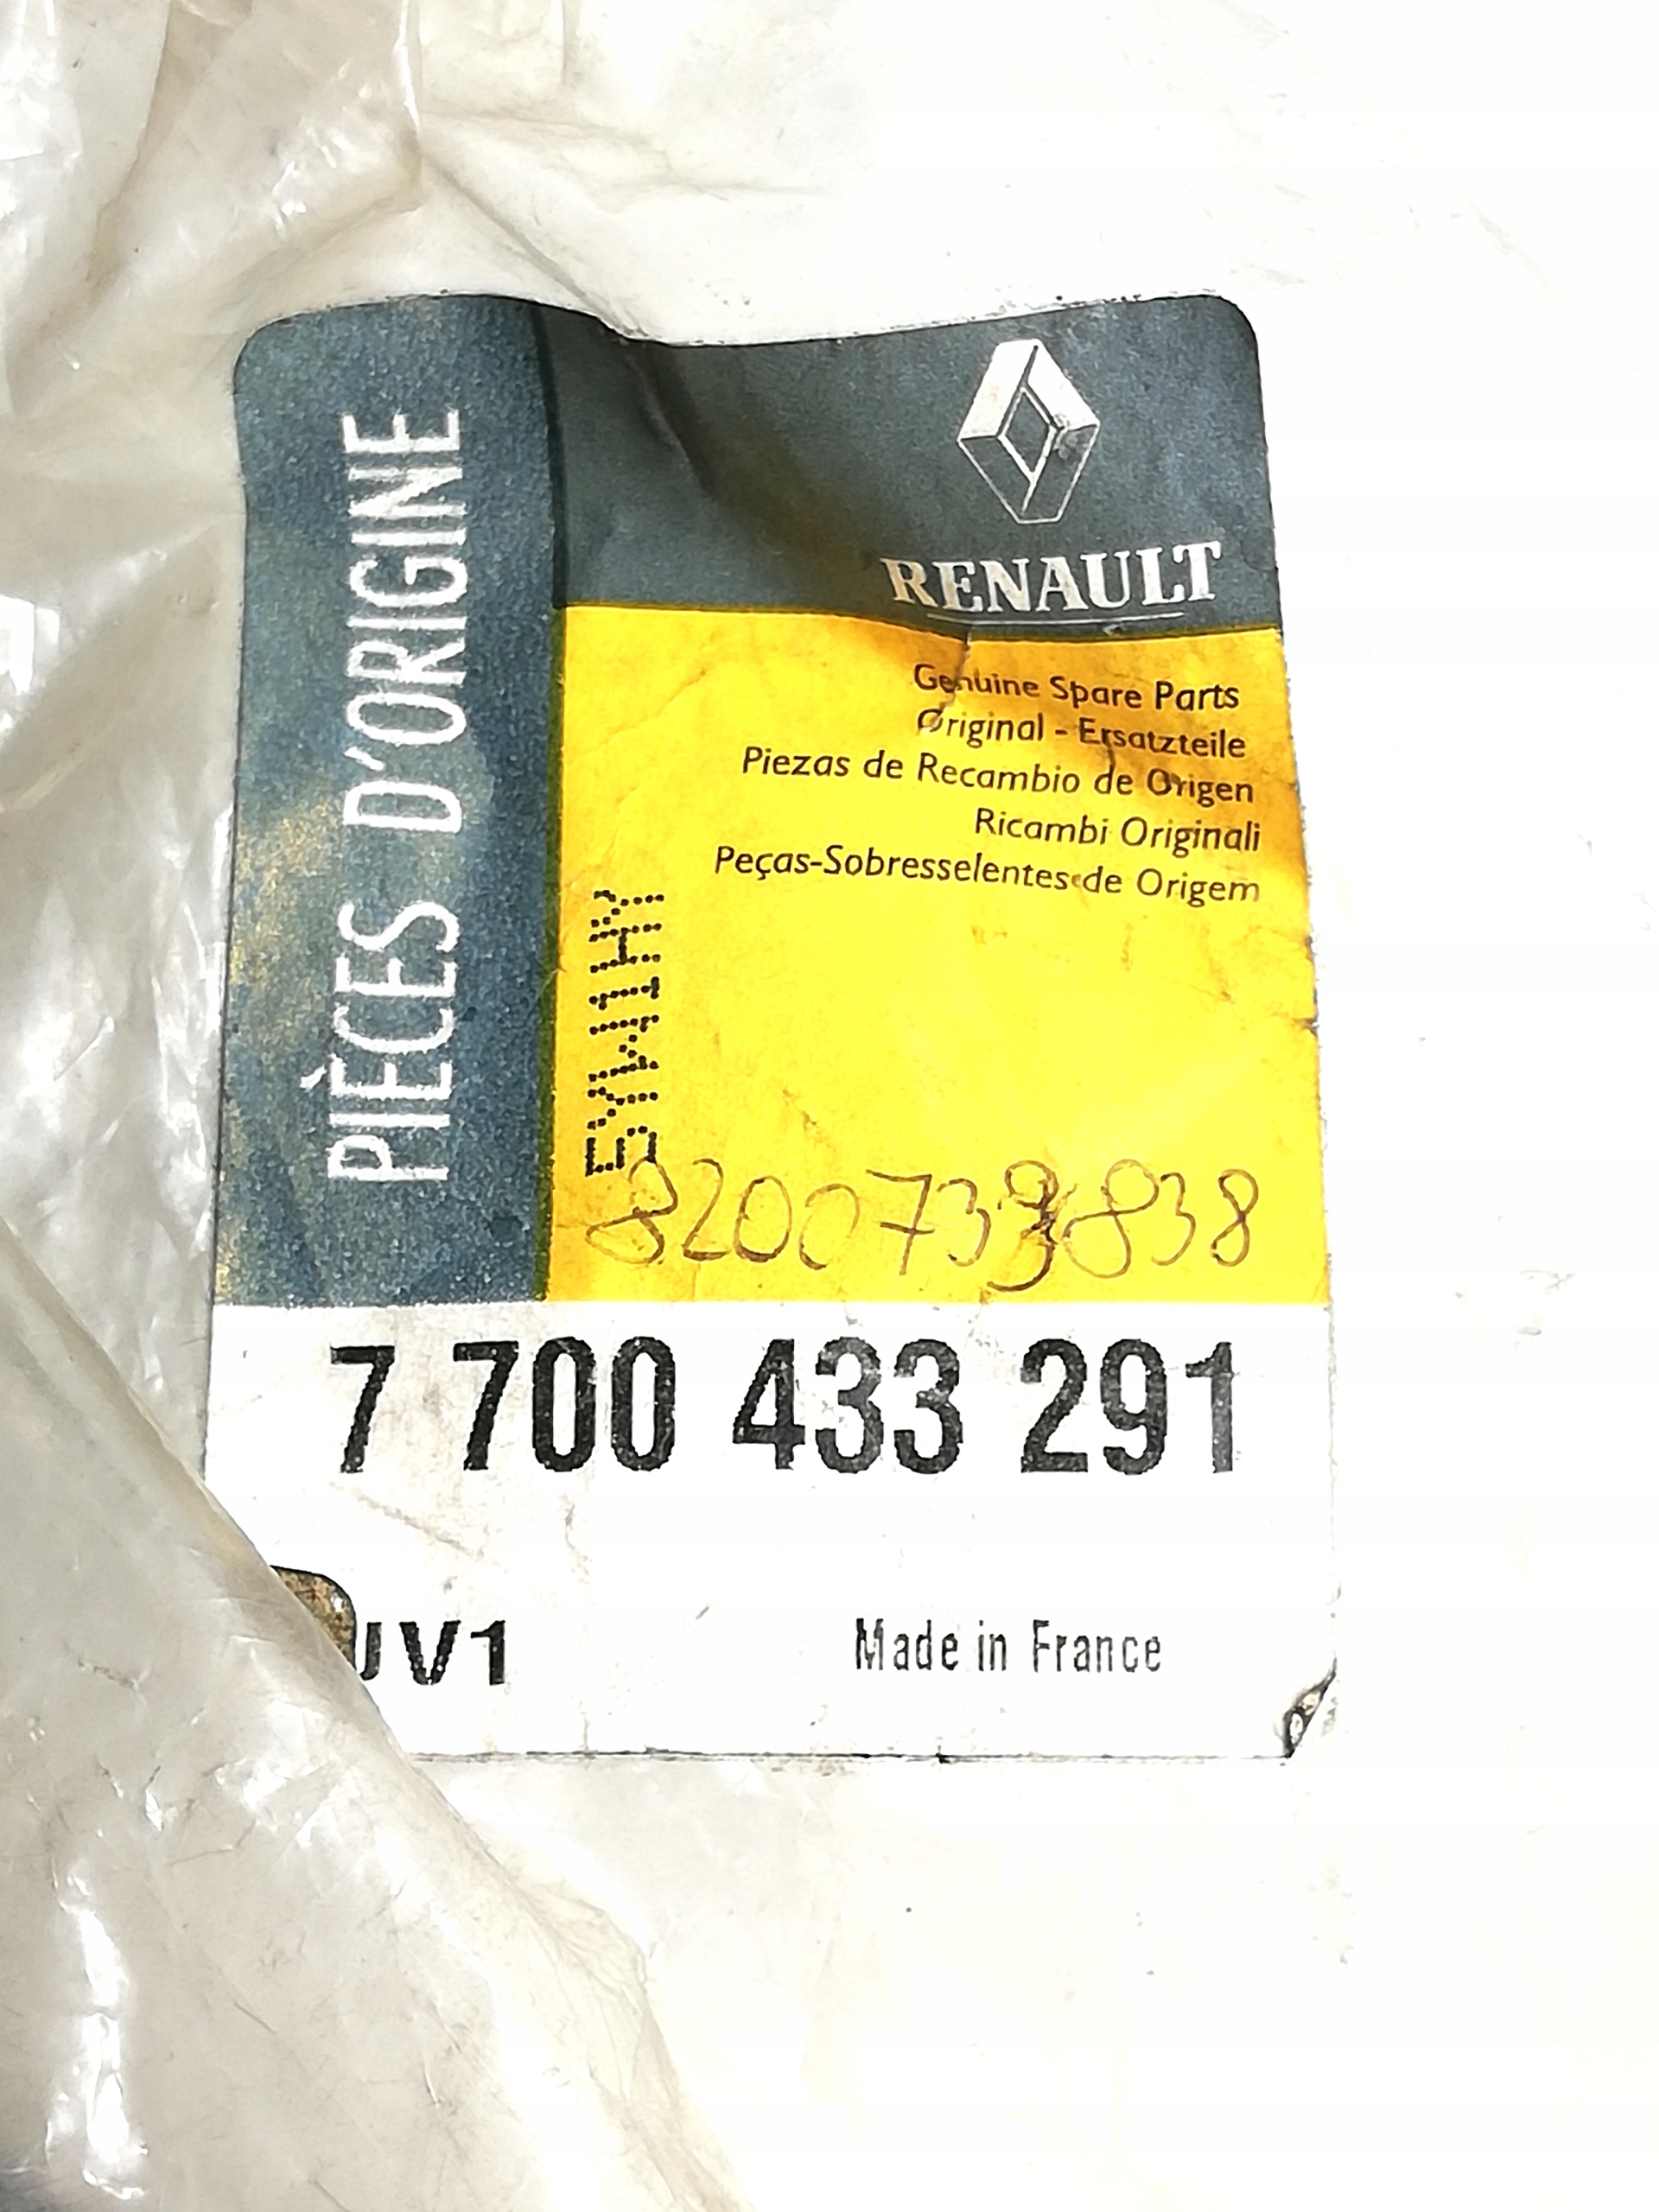 PIÈCES D'ORIGINE
RENAULT
Genuine Spare Parts
Original - Ersatzteile
Piezas de Recambio de Origen
Ricambi Originali
Peças-Sobresselentes de Origem
7 700 433 291
UV1
Made in France